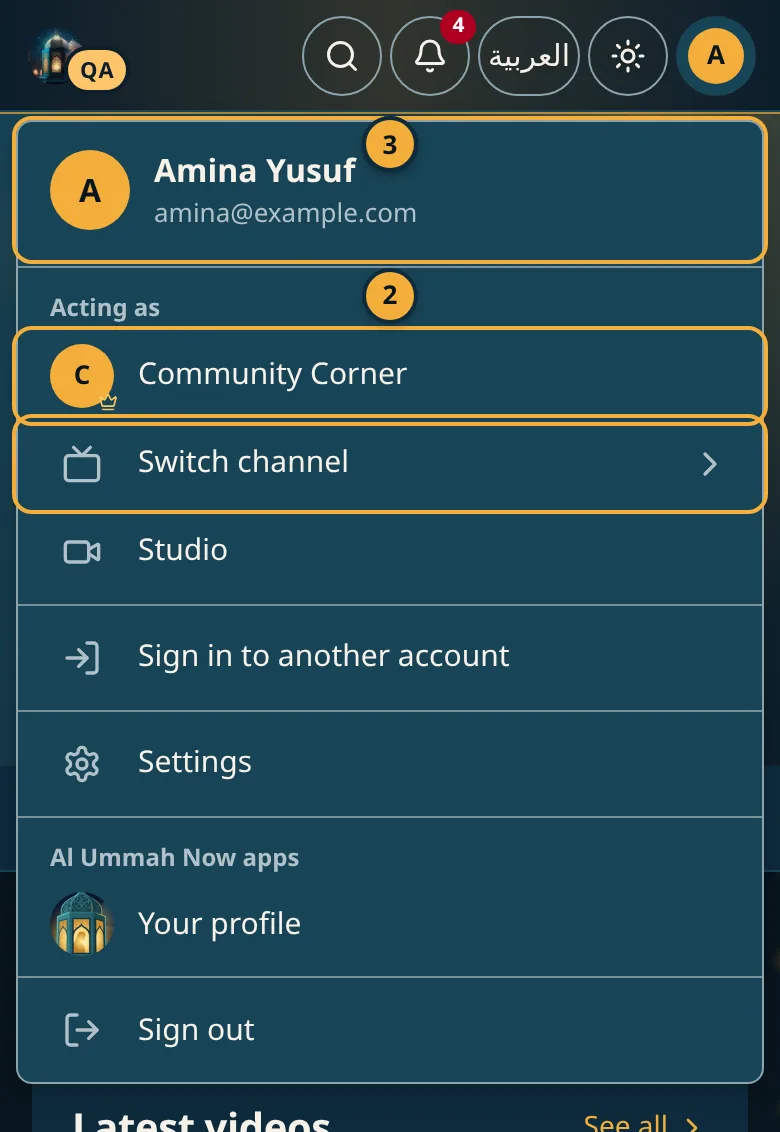 QA
4
العربية
A
3
A
Amina Yusuf
amina@example.com
2
Acting as
C
Community Corner
Switch channel
Studio
Sign in to another account
Settings
Al Ummah Now apps
Your profile
Sign out
Latest videos
See all